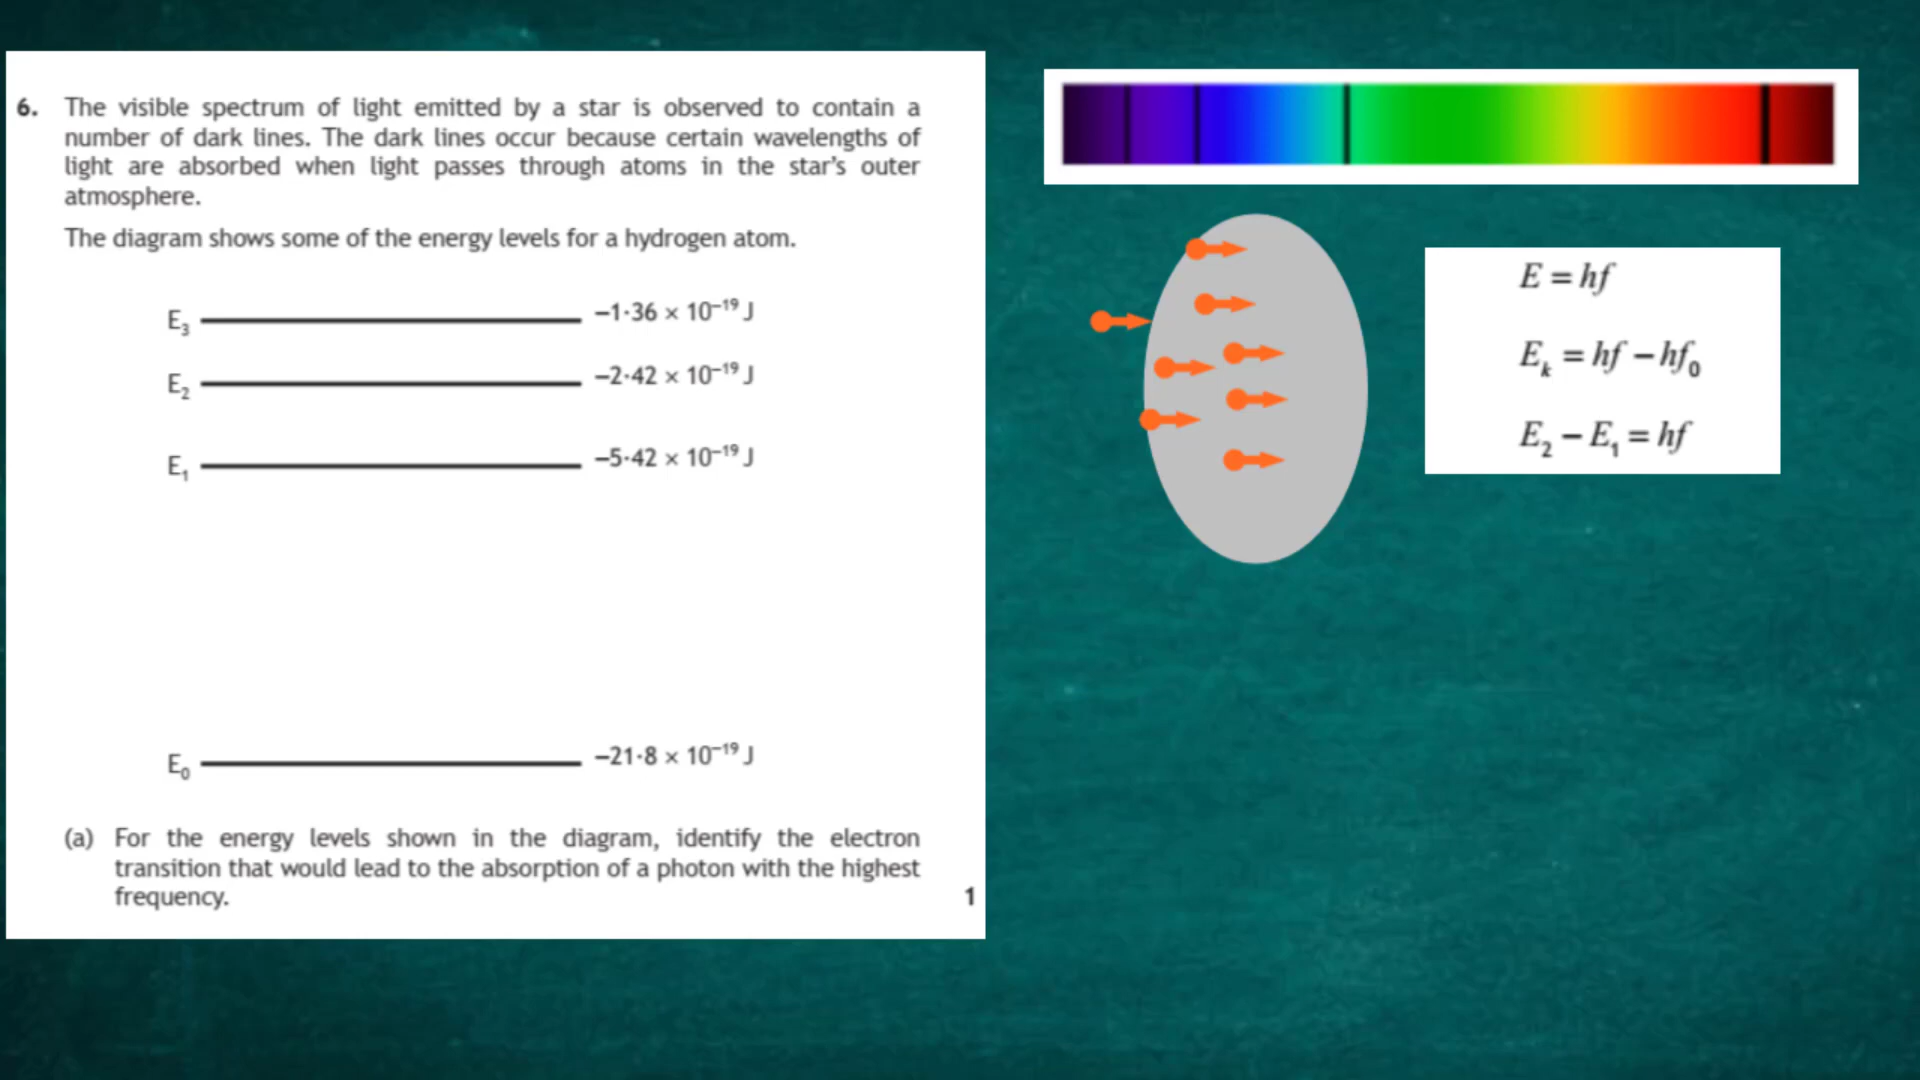 6. The visible spectrum of light emitted by a star is observed to contain a
number of dark lines. The dark lines occur because certain wavelengths of
light are absorbed when light passes through atoms in the star's outer
atmosphere.
The diagram shows some of the energy levels for a hydrogen atom.
E₃ −1·36 × 10⁻¹⁹ J
E₂ −2·42 × 10⁻¹⁹ J
E₁ −5·42 × 10⁻¹⁹ J
E₀ −21·8 × 10⁻¹⁹ J
(a) For the energy levels shown in the diagram, identify the electron
transition that would lead to the absorption of a photon with the highest
frequency. 1
E = hf
Eₖ = hf − hf₀
E₂ − E₁ = hf